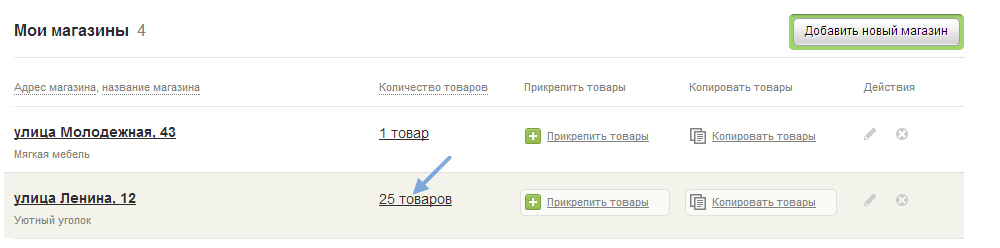 Мои магазины 4
Добавить новый магазин
Адрес магазина, название магазина Количество товаров Прикрепить товары Копировать товары Действия
улица Молодежная, 43 1 товар Прикрепить товары Копировать товары
Мягкая мебель
улица Ленина, 12 25 товаров Прикрепить товары Копировать товары
Уютный уголок